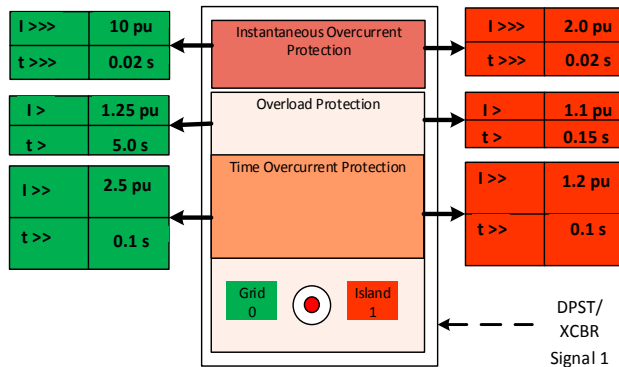 I >>> 10 pu
t >>> 0.02 s
I > 1.25 pu
t > 5.0 s
I >> 2.5 pu
t >> 0.1 s
Instantaneous Overcurrent
Protection
Overload Protection
Time Overcurrent Protection
Grid
0
Island
1
I >>> 2.0 pu
t >>> 0.02 s
I > 1.1 pu
t > 0.15 s
I >> 1.2 pu
t >> 0.1 s
DPST/
XCBR
Signal 1